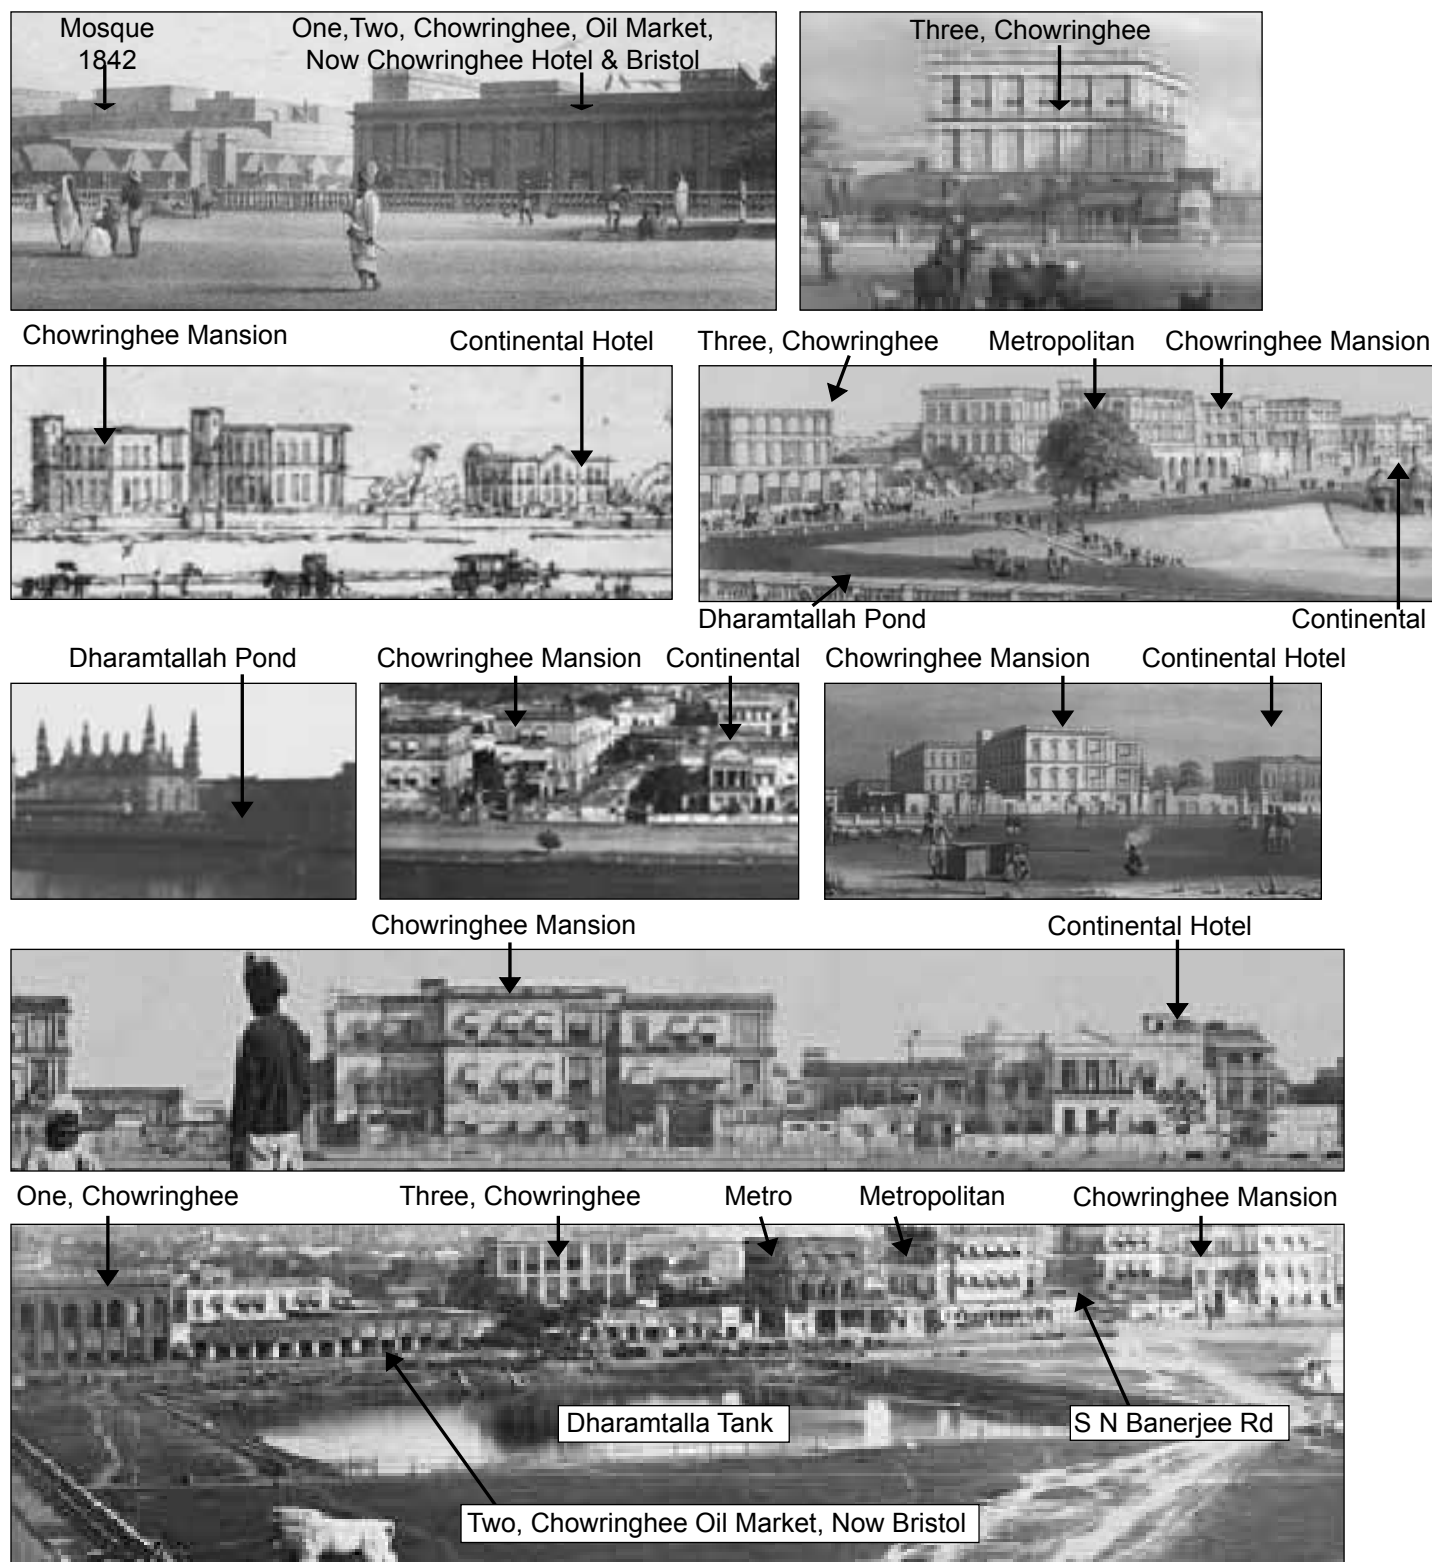 Mosque
1842
One,Two, Chowringhee, Oil Market,
Now Chowringhee Hotel & Bristol
Three, Chowringhee
Chowringhee Mansion
Continental Hotel
Three, Chowringhee
Metropolitan
Chowringhee Mansion
Dharamtallah Pond
Continental
Dharamtallah Pond
Chowringhee Mansion
Continental
Chowringhee Mansion
Continental Hotel
Chowringhee Mansion
Continental Hotel
One, Chowringhee
Three, Chowringhee
Metro
Metropolitan
Chowringhee Mansion
Dharamtalla Tank
S N Banerjee Rd
Two, Chowringhee Oil Market, Now Bristol